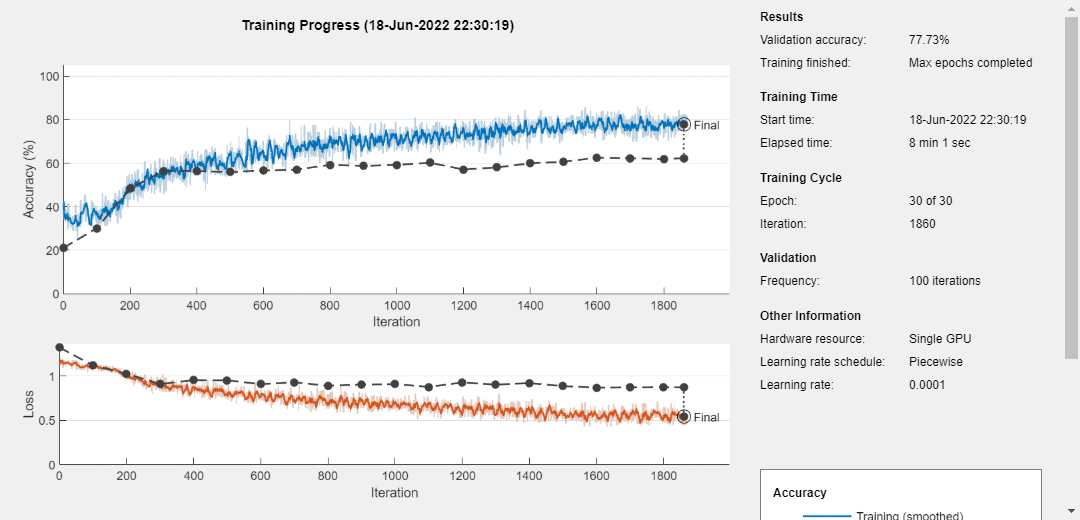 Training Progress (18-Jun-2022 22:30:19)
100
80
60
40
20
0
Accuracy (%)
Final
0 200 400 600 800 1000 1200 1400 1600 1800
Iteration
1
0.5
0
Loss
Final
0 200 400 600 800 1000 1200 1400 1600 1800
Iteration
Results
Validation accuracy: 77.73%
Training finished: Max epochs completed
Training Time
Start time: 18-Jun-2022 22:30:19
Elapsed time: 8 min 1 sec
Training Cycle
Epoch: 30 of 30
Iteration: 1860
Validation
Frequency: 100 iterations
Other Information
Hardware resource: Single GPU
Learning rate schedule: Piecewise
Learning rate: 0.0001
Accuracy
Training (smoothed)